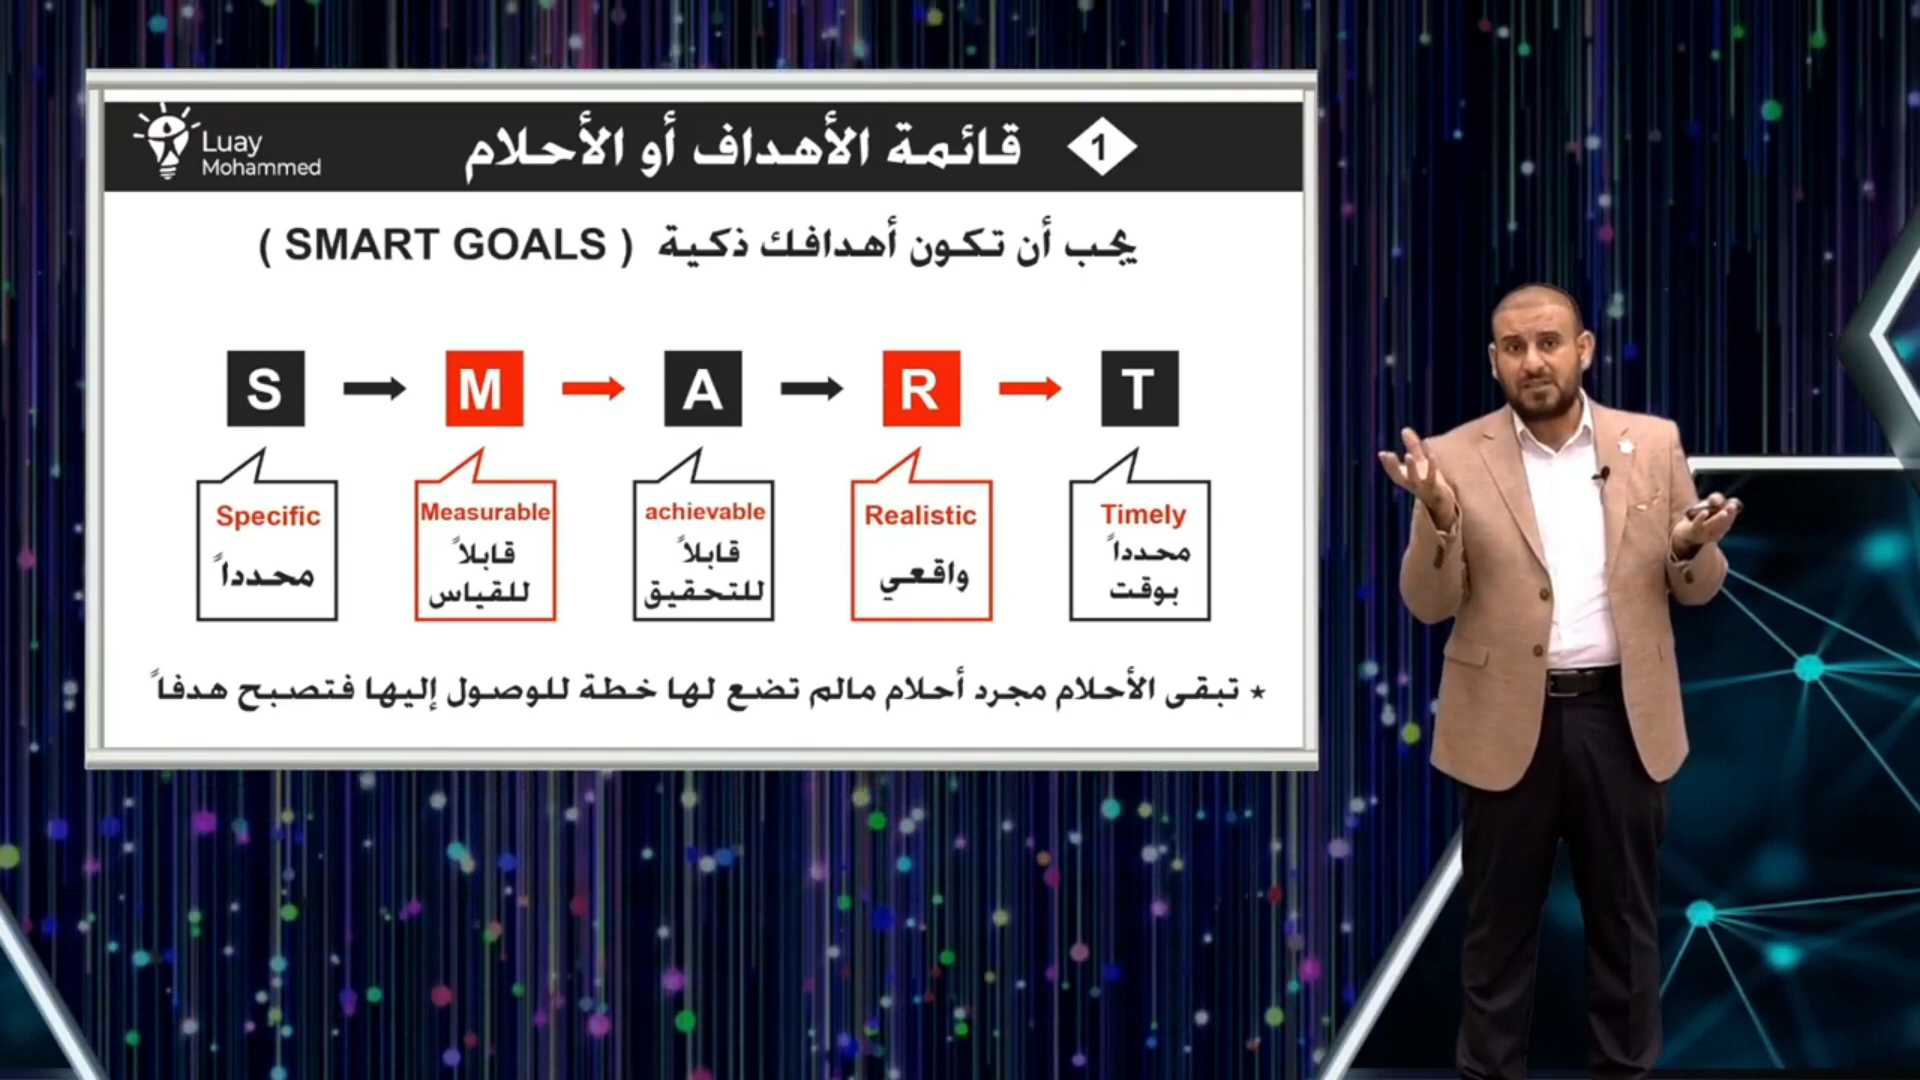 Luay
Mohammed
قائمة الأهداف أو الأحلام
1
يجب أن تكون أهدافك ذكية ( SMART GOALS )
S M A R T
Specific
محدداً
Measurable
قابلاً
للقياس
achievable
قابلاً
للتحقيق
Realistic
واقعي
Timely
محدداً
بوقت
* تبقى الأحلام مجرد أحلام مالم تضع لها خطة للوصول إليها فتصبح هدفاً